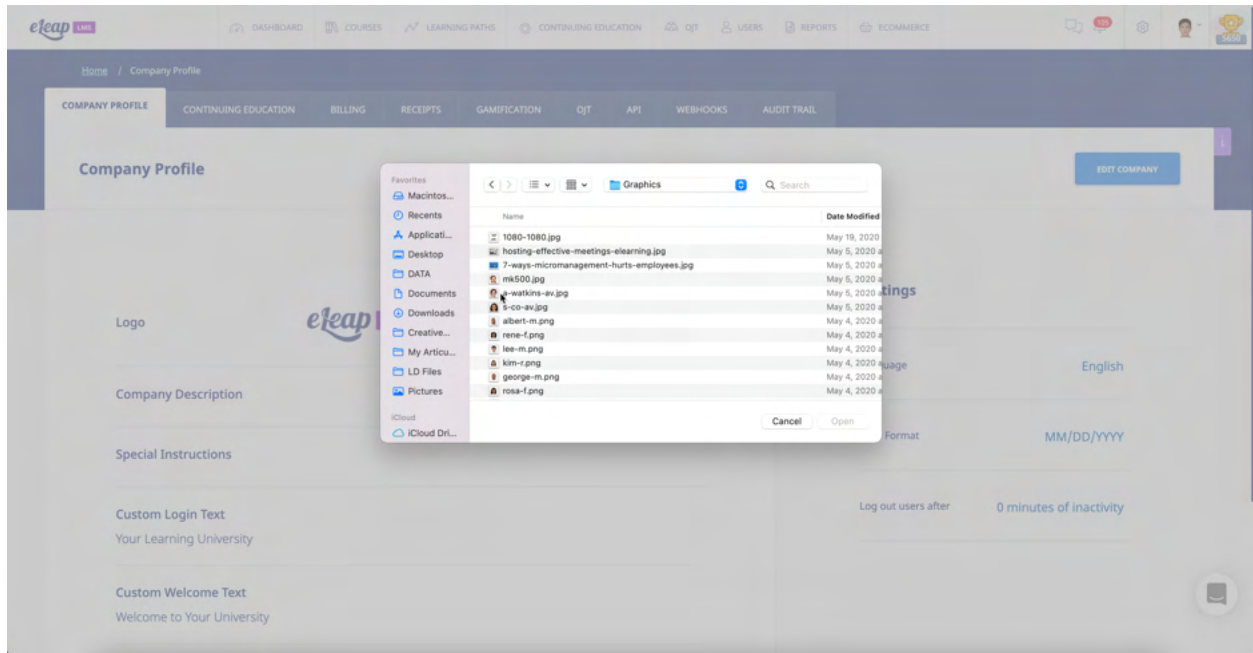 eLeap LMS
DASHBOARD COURSES LEARNING PATHS CONTINUING EDUCATION OJT USERS REPORTS ECOMMERCE 105
5650
Home / Company Profile
COMPANY PROFILE CONTINUING EDUCATION BILLING RECEIPTS GAMIFICATION OJT API WEBHOOKS AUDIT TRAIL
Company Profile
EDIT COMPANY
Favorites
Macintos...
Recents
Applicati...
Desktop
DATA
Documents
Downloads
Creative...
My Articu...
LD Files
Pictures
iCloud
iCloud Dri...
Graphics
Search
Name Date Modified
1080-1080.jpg May 19, 2020
hosting-effective-meetings-elearning.jpg May 5, 2020 a
7-ways-micromanagement-hurts-employees.jpg May 5, 2020 a
mk500.jpg May 5, 2020 a
a-watkins-av.jpg May 5, 2020 a
s-co-av.jpg May 5, 2020 a
albert-m.png May 4, 2020 a
rene-f.png May 4, 2020 a
lee-m.png May 4, 2020 a
kim-r.png May 4, 2020 a
george-m.png May 4, 2020 a
rosa-f.png May 4, 2020 a
Cancel Open
Logo
eLeap
Company Description
Special Instructions
Custom Login Text
Your Learning University
Custom Welcome Text
Welcome to Your University
tings
uage English
Format MM/DD/YYYY
Log out users after 0 minutes of inactivity